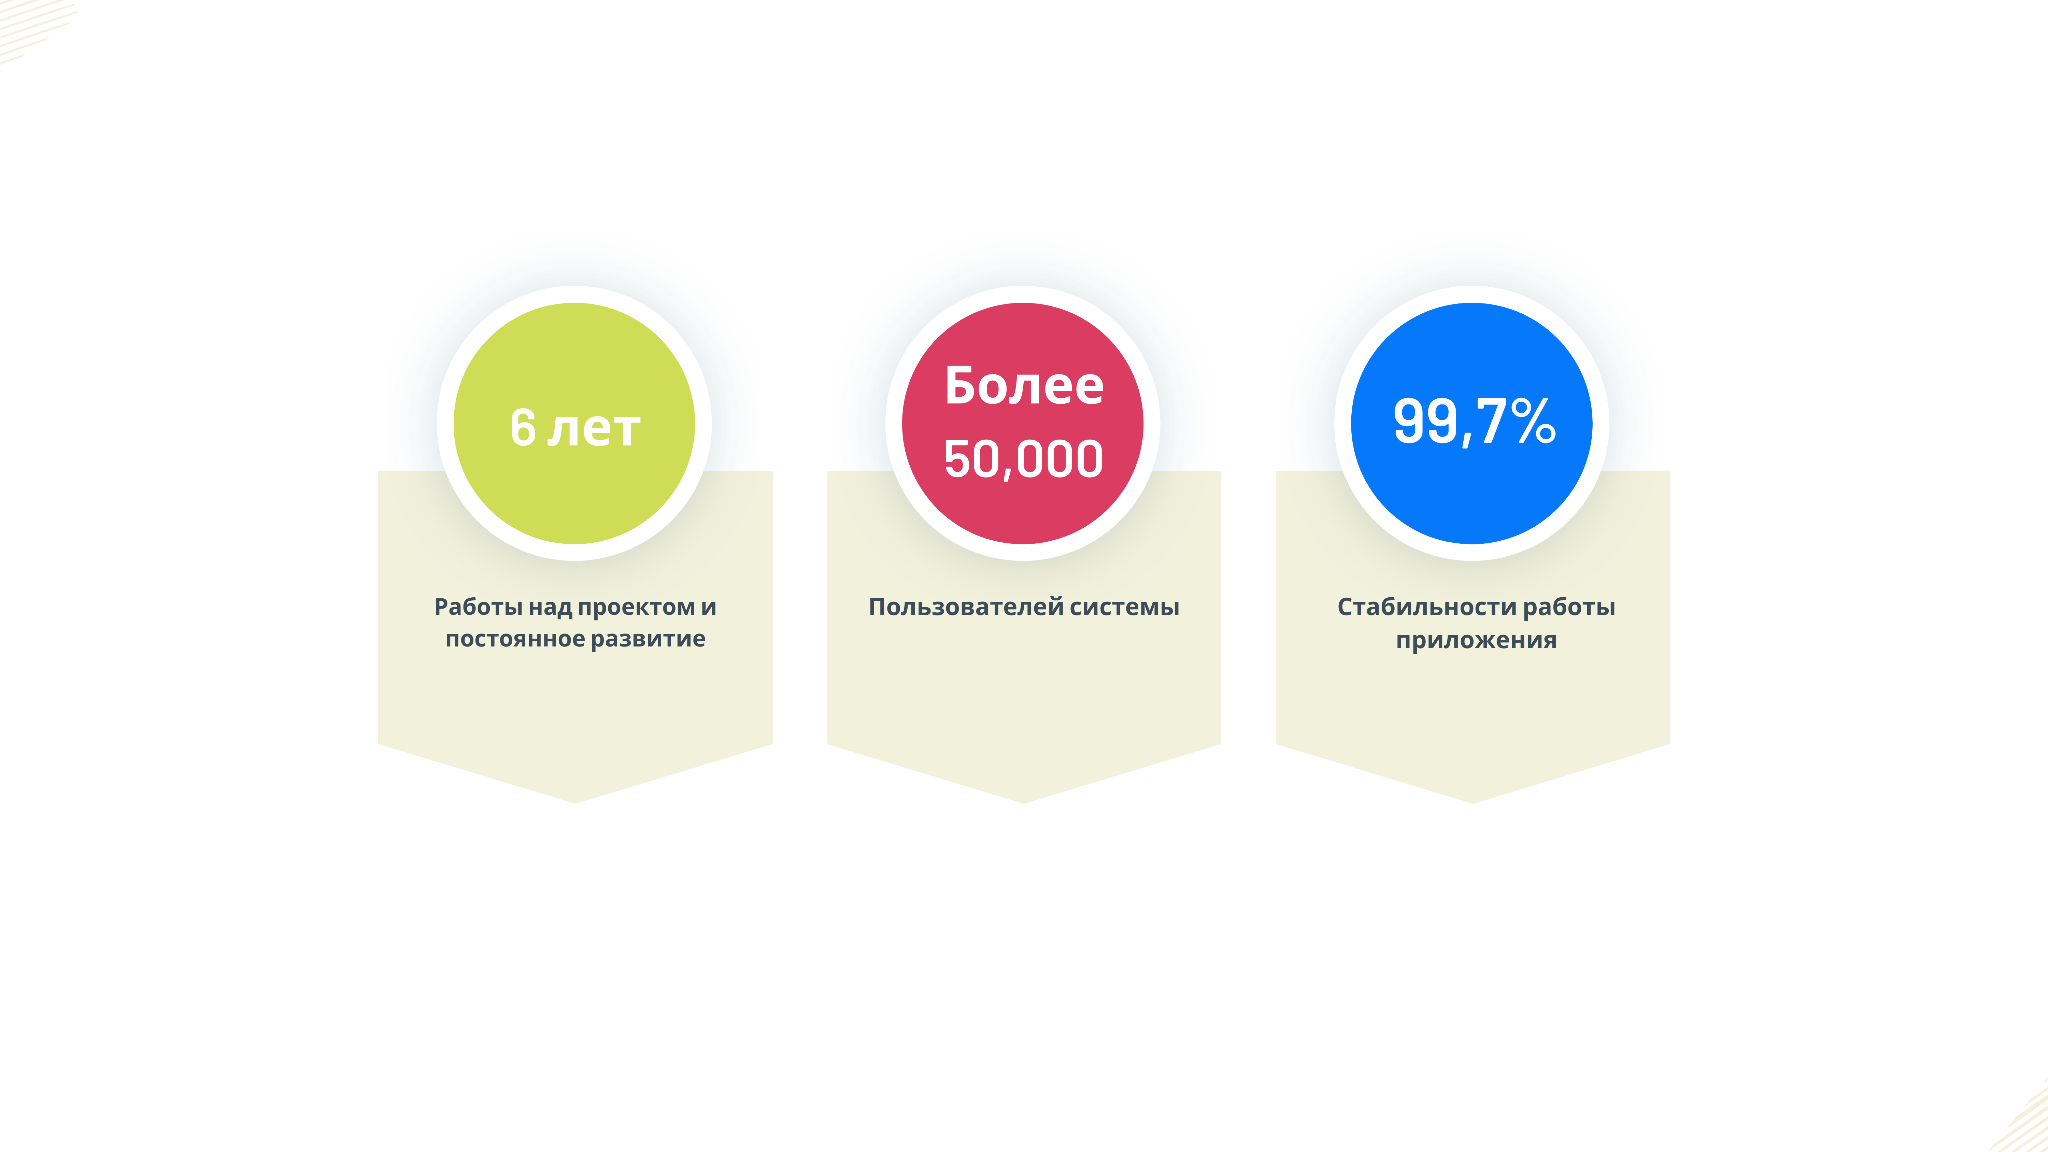 6 лет
Работы над проектом и
постоянное развитие
Более
50,000
Пользователей системы
99,7%
Стабильности работы
приложения